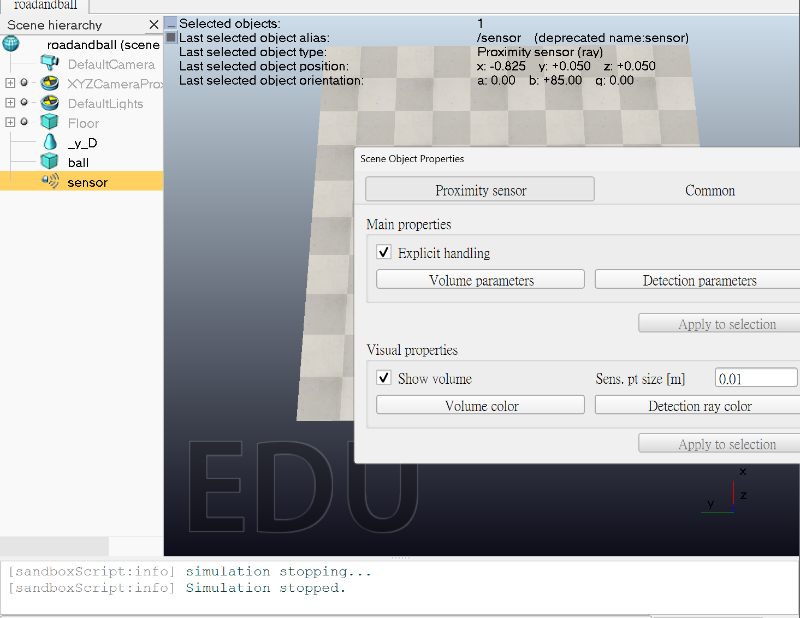 roadandball
Scene hierarchy
roadandball (scene
DefaultCamera
XYZCameraProx
DefaultLights
Floor
_y_D
ball
sensor
Selected objects: 1
Last selected object alias: /sensor (deprecated name:sensor)
Last selected object type: Proximity sensor (ray)
Last selected object position: x: -0.825 y: +0.050 z: +0.050
Last selected object orientation: a: 0.00 b: +85.00 g: 0.00
Scene Object Properties
Proximity sensor Common
Main properties
Explicit handling
Volume parameters Detection parameters
Apply to selection
Visual properties
Show volume Sens. pt size [m] 0.01
Volume color Detection ray color
Apply to selection
EDU
x
z
y
[sandboxScript:info] simulation stopping...
[sandboxScript:info] Simulation stopped.